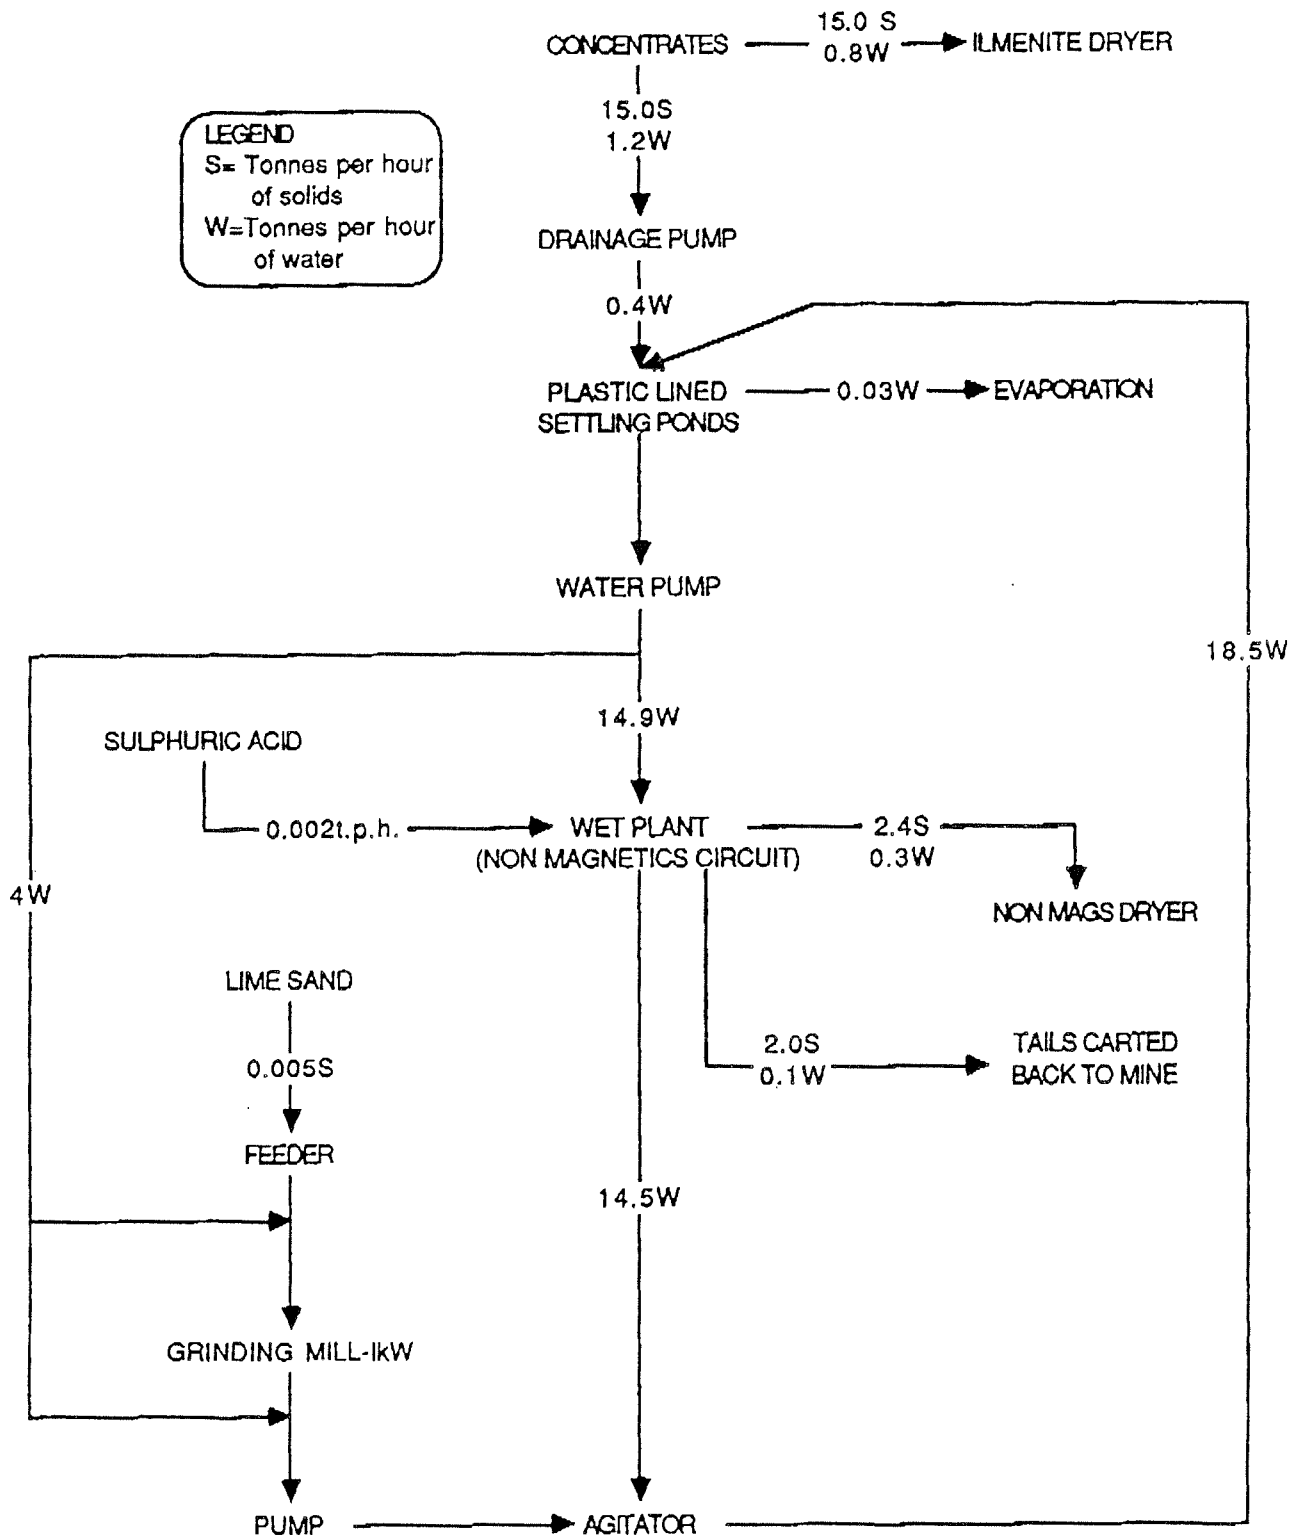 15.0 S
CONCENTRATES
0.8W
ILMENITE DRYER
15.0S
1.2W
LEGEND
S= Tonnes per hour
of solids
W=Tonnes per hour
of water
DRAINAGE PUMP
0.4W
PLASTIC LINED
SETTLING PONDS
0.03W
EVAPORATION
WATER PUMP
18.5W
14.9W
SULPHURIC ACID
0.002t.p.h.
WET PLANT
(NON MAGNETICS CIRCUIT)
2.4S
0.3W
4W
NON MAGS DRYER
LIME SAND
0.005S
2.0S
0.1W
TAILS CARTED
BACK TO MINE
FEEDER
14.5W
GRINDING MILL-IkW
PUMP
AGITATOR